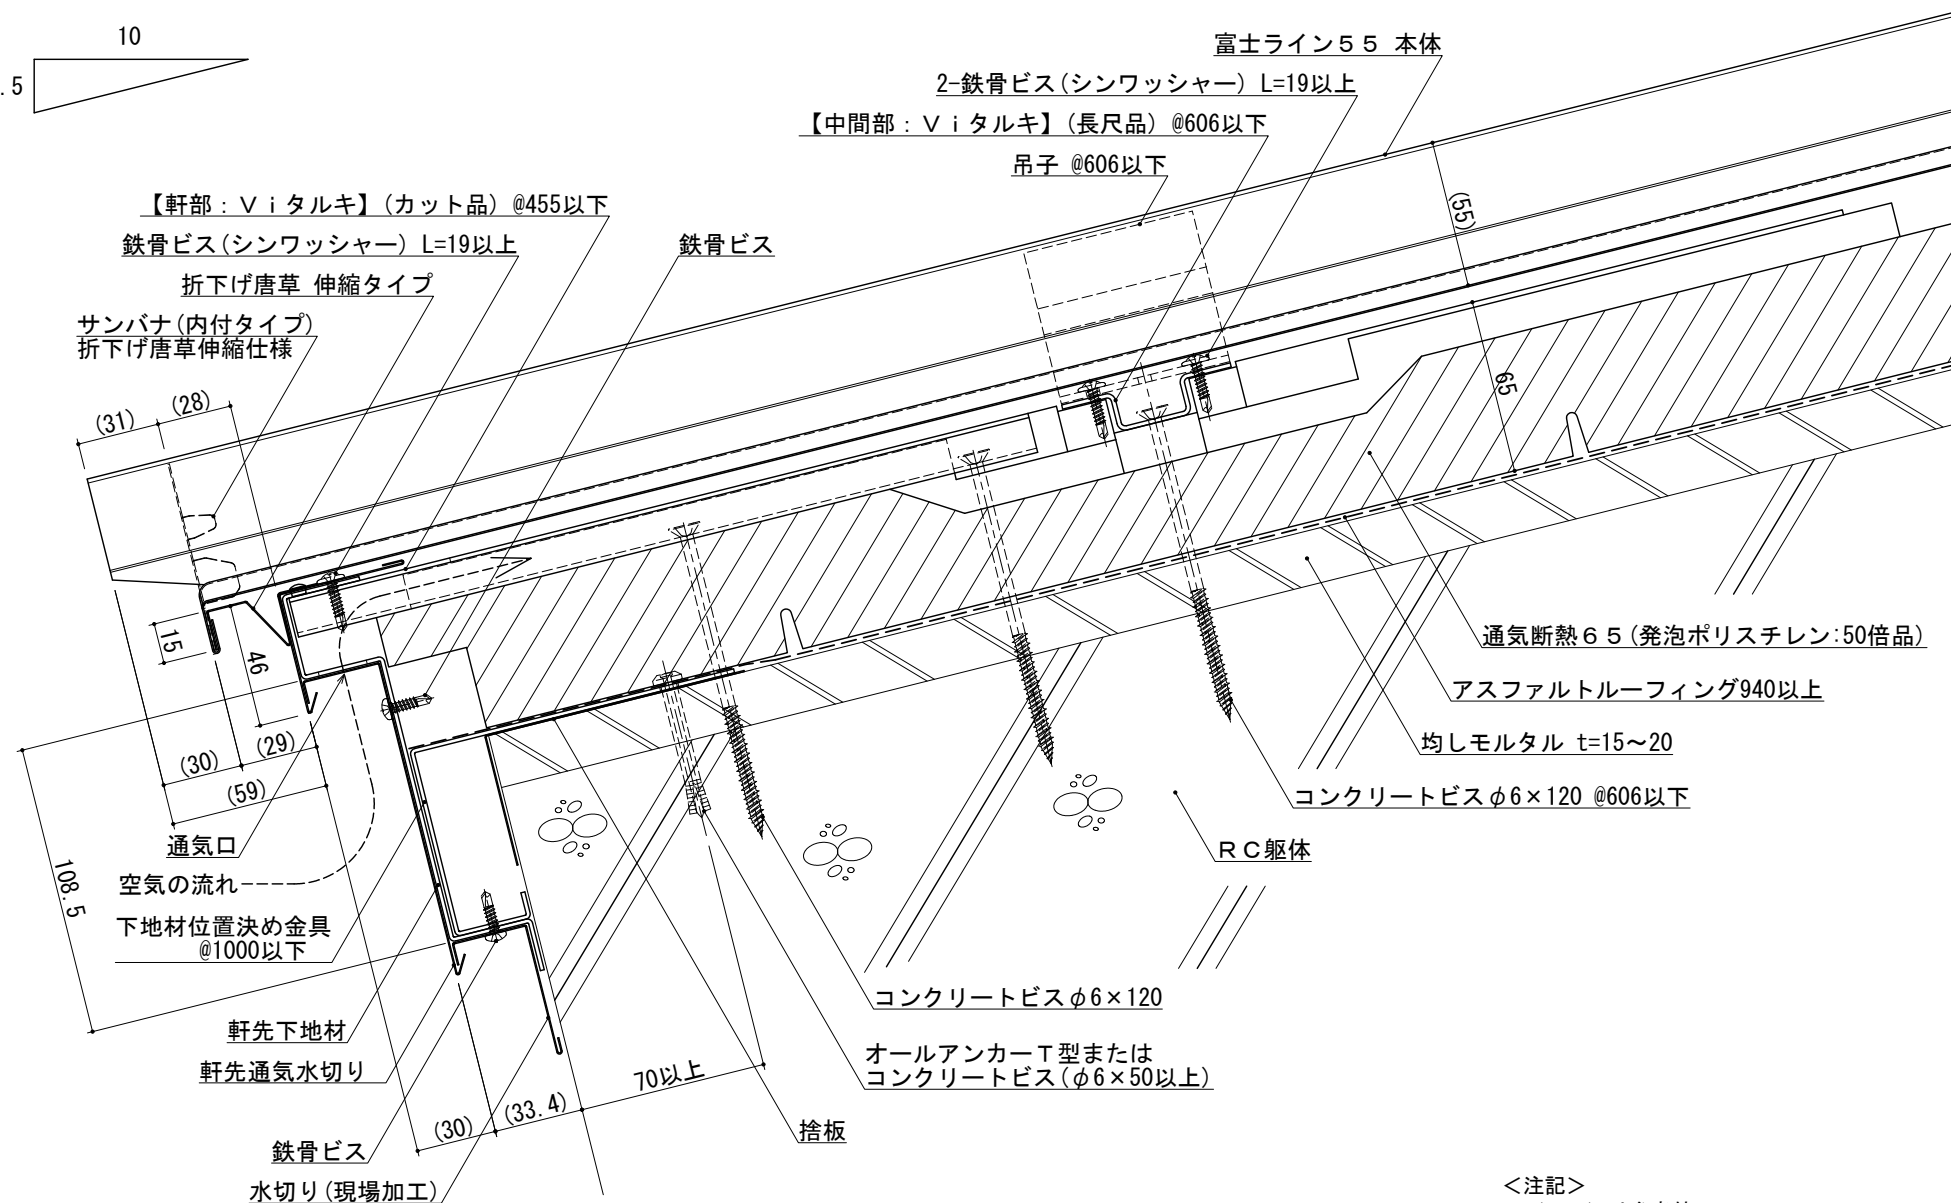 10
.5
富士ライン５５ 本体
2-鉄骨ビス(シンワッシャー) L=19以上
【中間部：Ｖｉタルキ】(長尺品) @606以下
吊子 @606以下
【軒部：Ｖｉタルキ】(カット品) @455以下
鉄骨ビス(シンワッシャー) L=19以上
鉄骨ビス
折下げ唐草 伸縮タイプ
サンバナ(内付タイプ)
折下げ唐草伸縮仕様
(55)
65
(31)
(28)
15
46
(30)
(29)
(59)
108.5
通気口
空気の流れ
下地材位置決め金具
@1000以下
軒先下地材
軒先通気水切り
鉄骨ビス
水切り(現場加工)
(30)
(33.4)
70以上
通気断熱６５(発泡ポリスチレン:50倍品)
アスファルトルーフィング940以上
均しモルタル t=15～20
コンクリートビスφ6×120 @606以下
ＲＣ躯体
コンクリートビスφ6×120
オールアンカーＴ型または
コンクリートビス(φ6×50以上)
捨板
＜注記＞